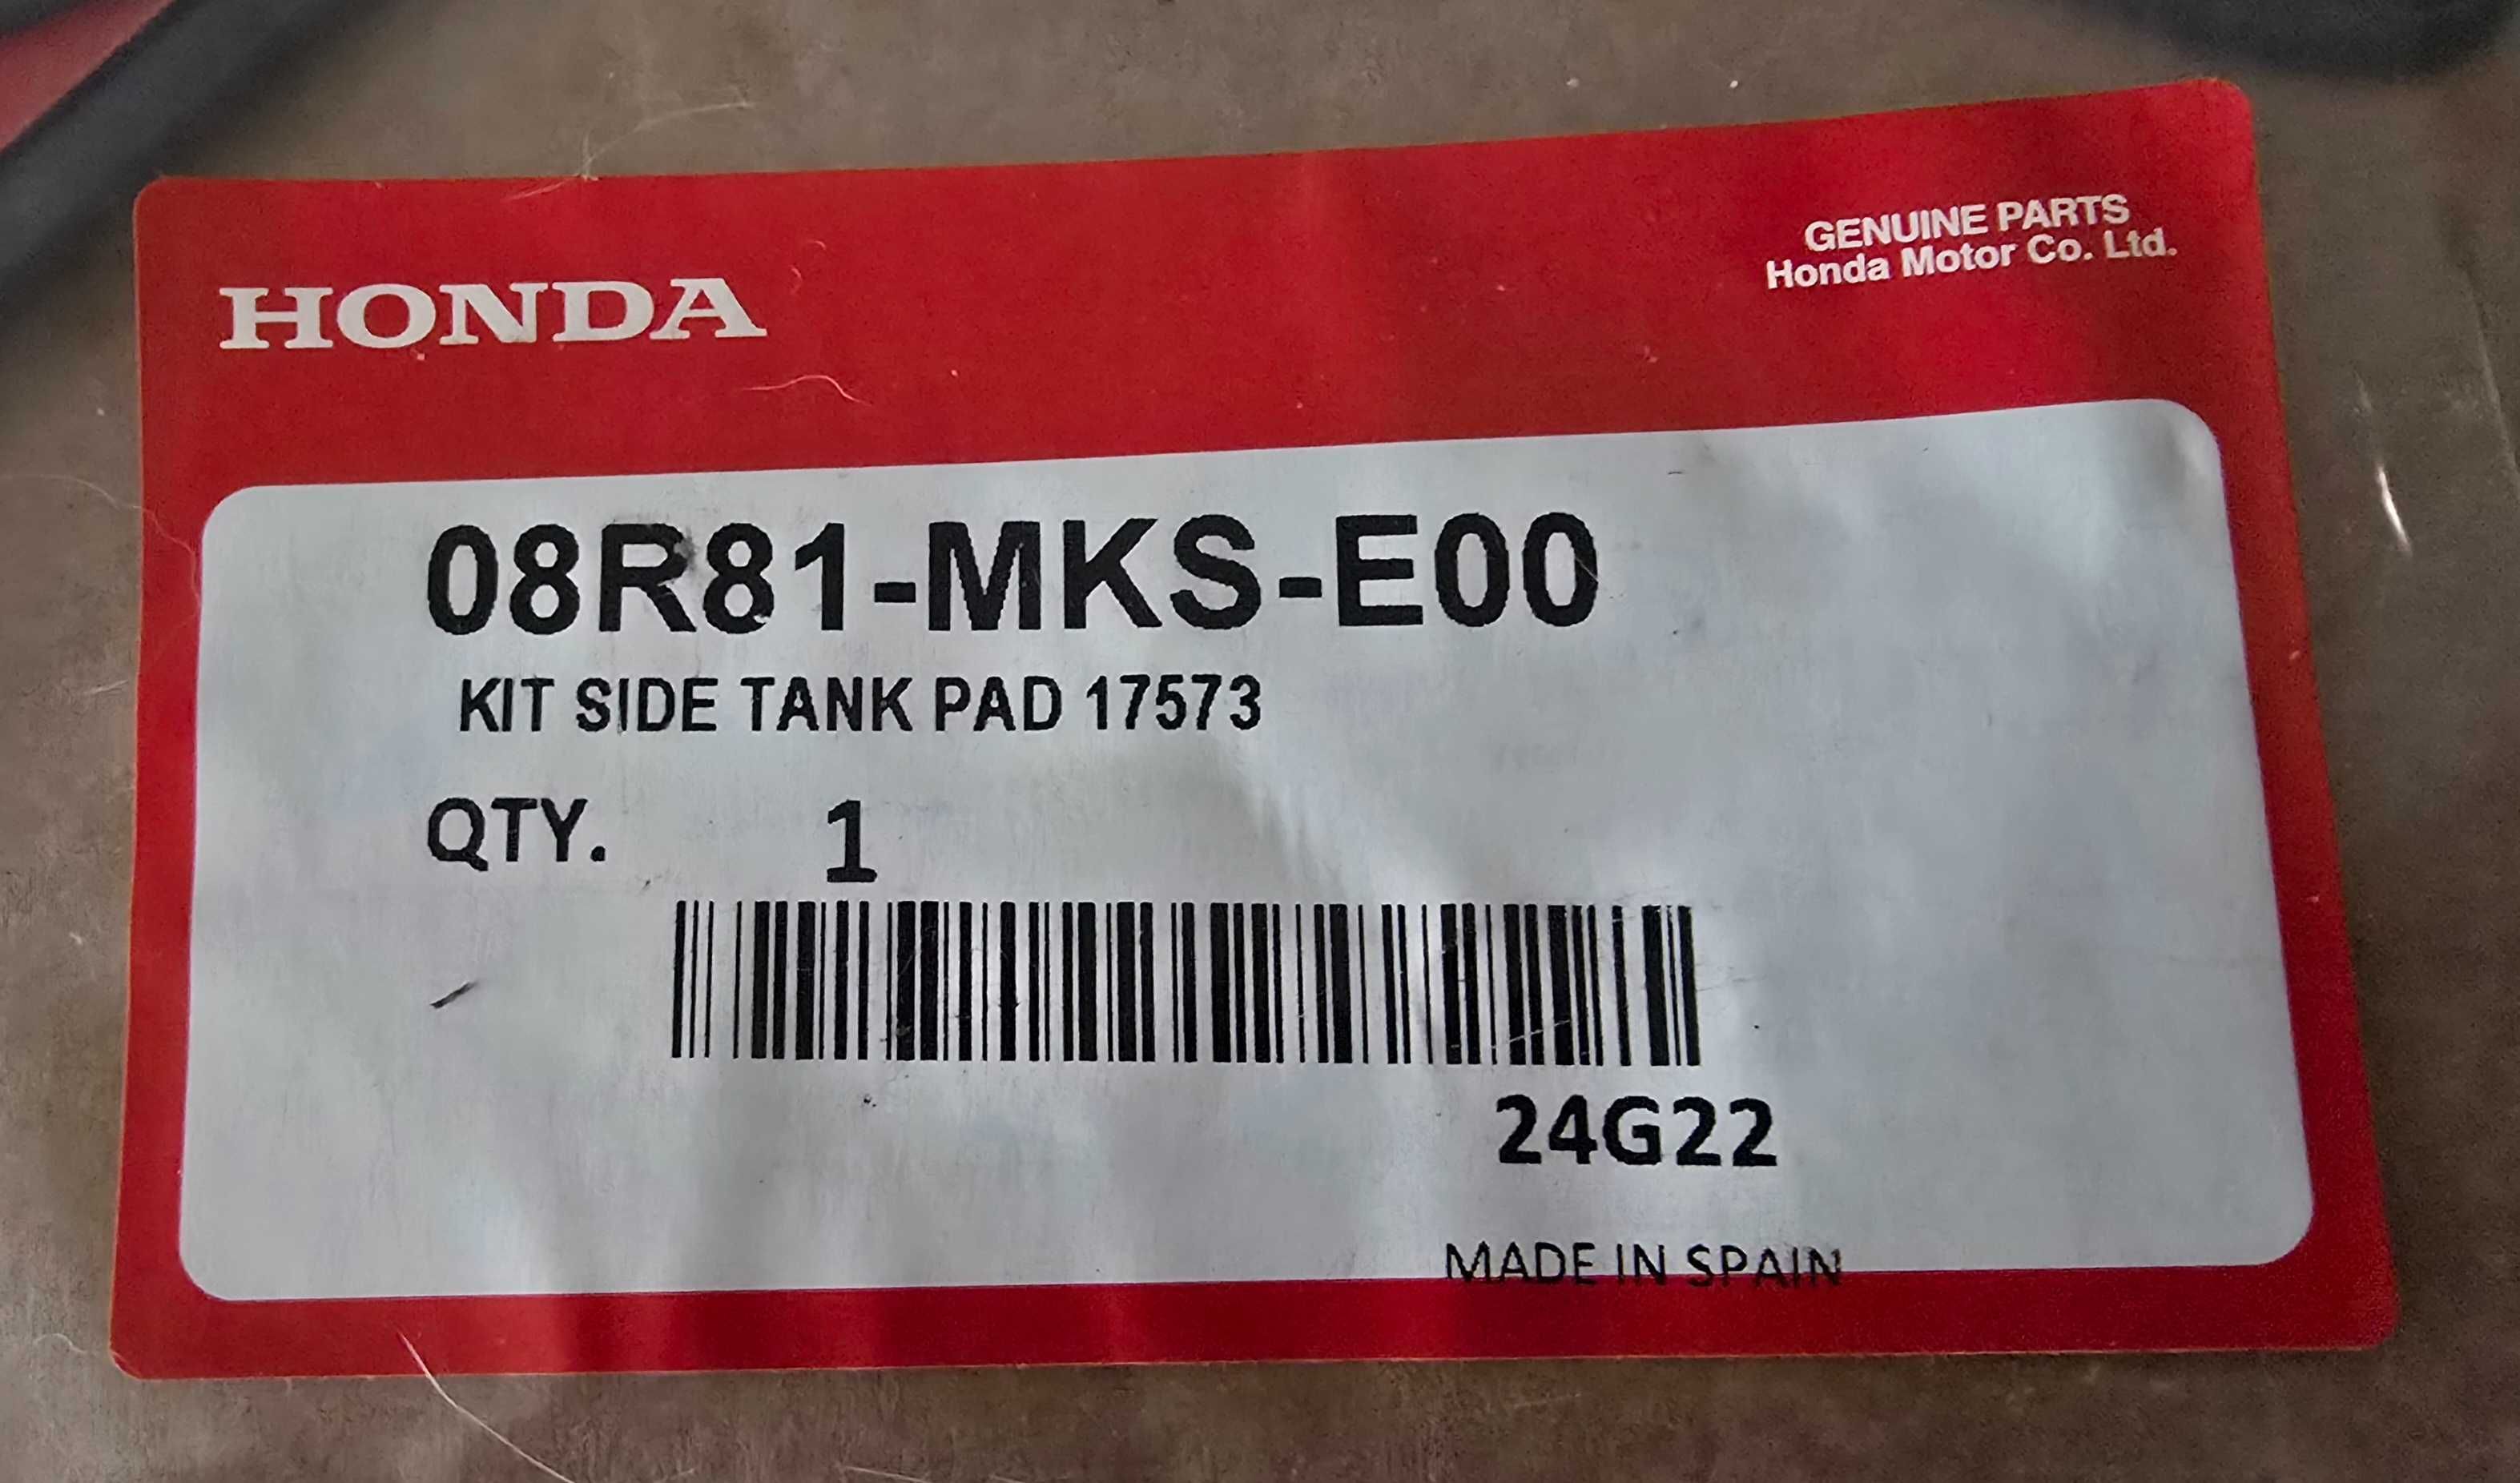 HONDA
GENUINE PARTS
Honda Motor Co. Ltd.
08R81-MKS-E00
KIT SIDE TANK PAD 17573
QTY. 1
24G22
MADE IN SPAIN